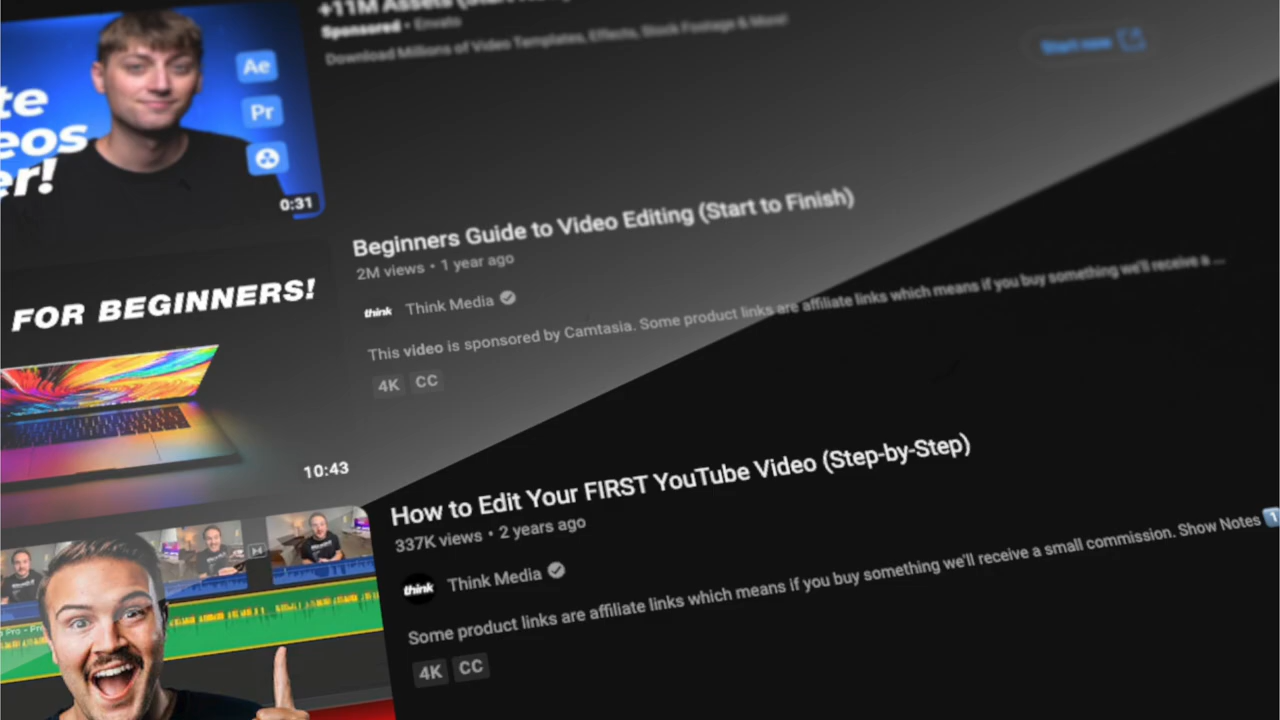 +11M Assets
Sponsored • Envato
Download Millions of Video Templates, Effects, Stock Footage & More!
Start now
te
eos
er!
Ae
Pr
0:31
Beginners Guide to Video Editing (Start to Finish)
2M views • 1 year ago
think Think Media
This video is sponsored by Camtasia. Some product links are affiliate links which means if you buy something we'll receive a ...
4K CC
FOR BEGINNERS!
10:43
How to Edit Your FIRST YouTube Video (Step-by-Step)
337K views • 2 years ago
think Think Media
Some product links are affiliate links which means if you buy something we'll receive a small commission. Show Notes 1
4K CC